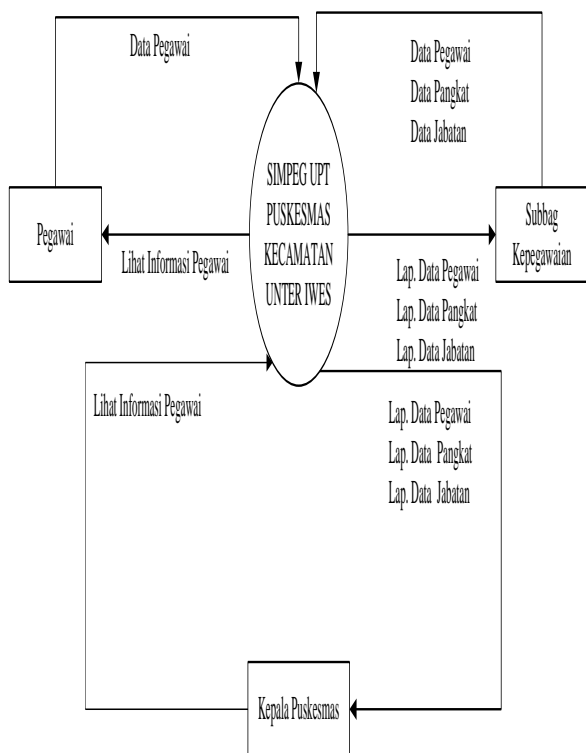 Data Pegawai
Data Pegawai
Data Pangkat
Data Jabatan
SIMPEG UPT
PUSKESMAS
KECAMATAN
UNTER IWES
Pegawai
Subbag
Kepegawaian
Lihat Informasi Pegawai
Lap. Data Pegawai
Lap. Data Pangkat
Lap. Data Jabatan
Lihat Informasi Pegawai
Lap. Data Pegawai
Lap. Data Pangkat
Lap. Data Jabatan
Kepala Puskesmas